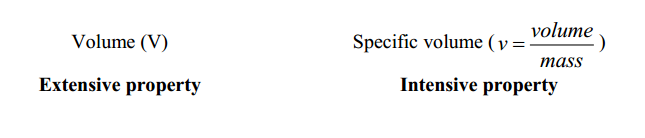 Volume (V) Specific volume ( v = volume / mass )
Extensive property Intensive property